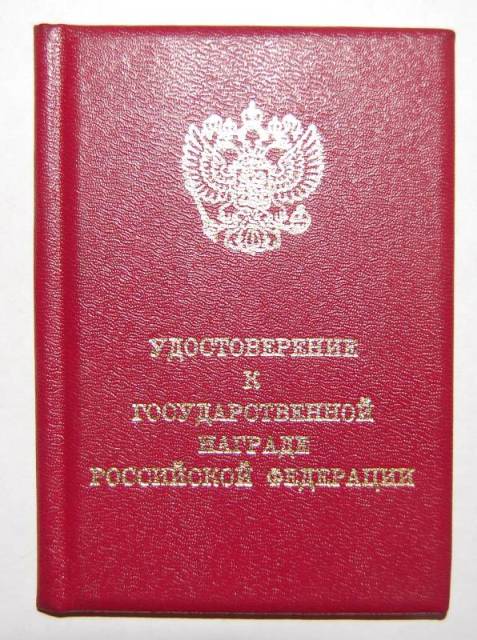 УДОСТОВЕРЕНИЕ
К
ГОСУДАРСТВЕННОЙ
НАГРАДЕ
РОССИЙСКОЙ ФЕДЕРАЦИИ